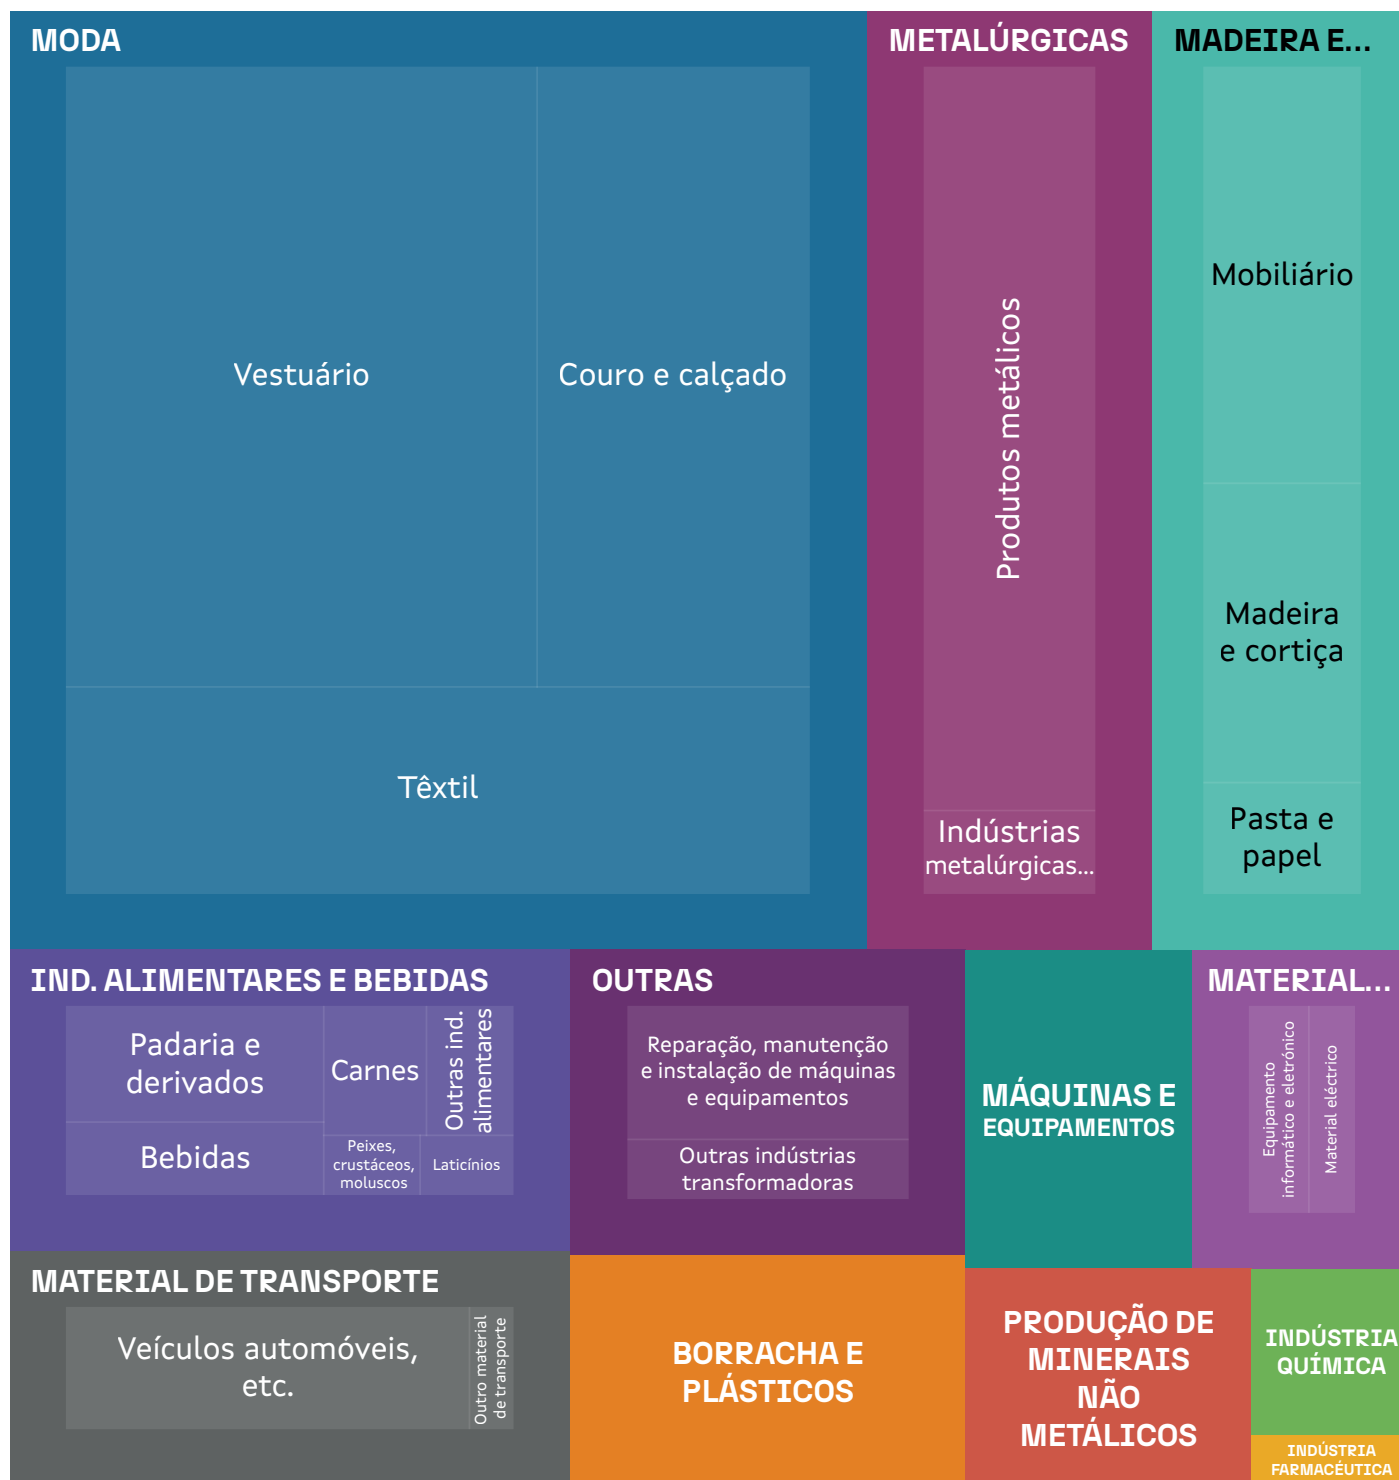 MODA
Vestuário
Couro e calçado
Têxtil
METALÚRGICAS
Produtos metálicos
Indústrias
metalúrgicas...
MADEIRA E...
Mobiliário
Madeira
e cortiça
Pasta e
papel
IND. ALIMENTARES E BEBIDAS
Padaria e
derivados
Bebidas
Carnes
Outras ind.
alimentares
Peixes,
crustáceos,
moluscos
Laticínios
OUTRAS
Reparação, manutenção
e instalação de máquinas
e equipamentos
Outras indústrias
transformadoras
MÁQUINAS E
EQUIPAMENTOS
MATERIAL...
Equipamento
informático e eletrónico
Material eléctrico
MATERIAL DE TRANSPORTE
Veículos automóveis,
etc.
Outro material
de transporte
BORRACHA E
PLÁSTICOS
PRODUÇÃO DE
MINERAIS
NÃO
METÁLICOS
INDÚSTRIA
QUÍMICA
INDÚSTRIA
FARMACÉUTICA